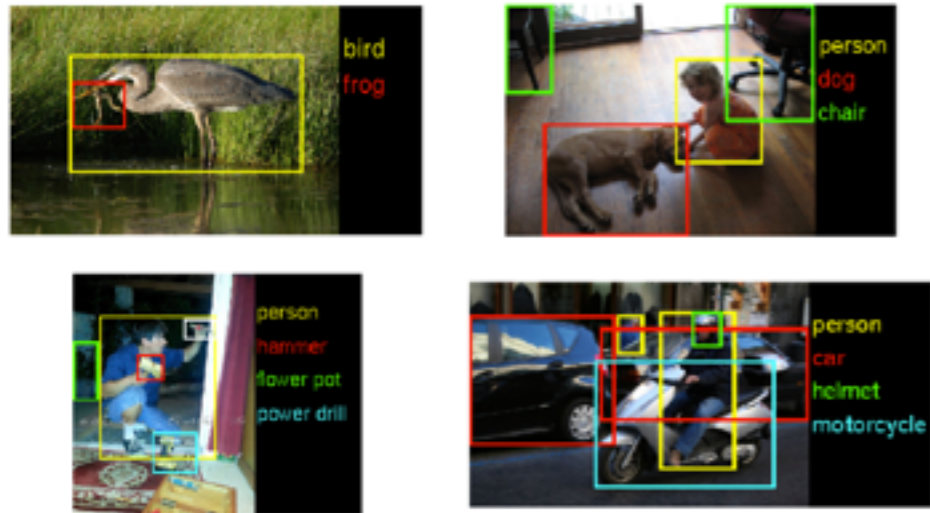 bird
frog
person
dog
chair
person
hammer
flower pot
power drill
person
car
helmet
motorcycle